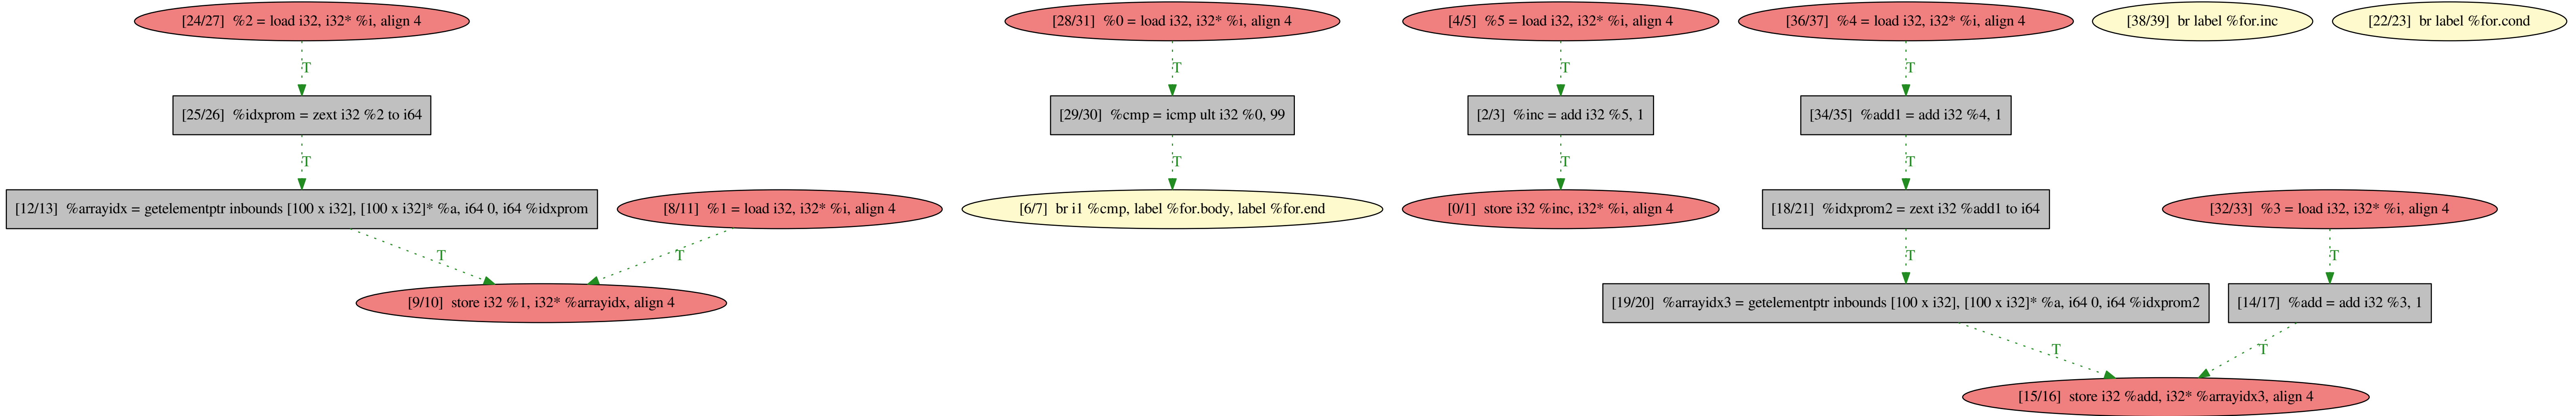 [24/27] %2 = load i32, i32* %i, align 4
[28/31] %0 = load i32, i32* %i, align 4
[4/5] %5 = load i32, i32* %i, align 4
[36/37] %4 = load i32, i32* %i, align 4
[38/39] br label %for.inc
[22/23] br label %for.cond
T
T
T
T
[25/26] %idxprom = zext i32 %2 to i64
[29/30] %cmp = icmp ult i32 %0, 99
[2/3] %inc = add i32 %5, 1
[34/35] %add1 = add i32 %4, 1
T
T
T
T
[12/13] %arrayidx = getelementptr inbounds [100 x i32], [100 x i32]* %a, i64 0, i64 %idxprom
[8/11] %1 = load i32, i32* %i, align 4
[6/7] br i1 %cmp, label %for.body, label %for.end
[0/1] store i32 %inc, i32* %i, align 4
[18/21] %idxprom2 = zext i32 %add1 to i64
[32/33] %3 = load i32, i32* %i, align 4
T
T
T
T
[9/10] store i32 %1, i32* %arrayidx, align 4
[19/20] %arrayidx3 = getelementptr inbounds [100 x i32], [100 x i32]* %a, i64 0, i64 %idxprom2
[14/17] %add = add i32 %3, 1
T
T
[15/16] store i32 %add, i32* %arrayidx3, align 4